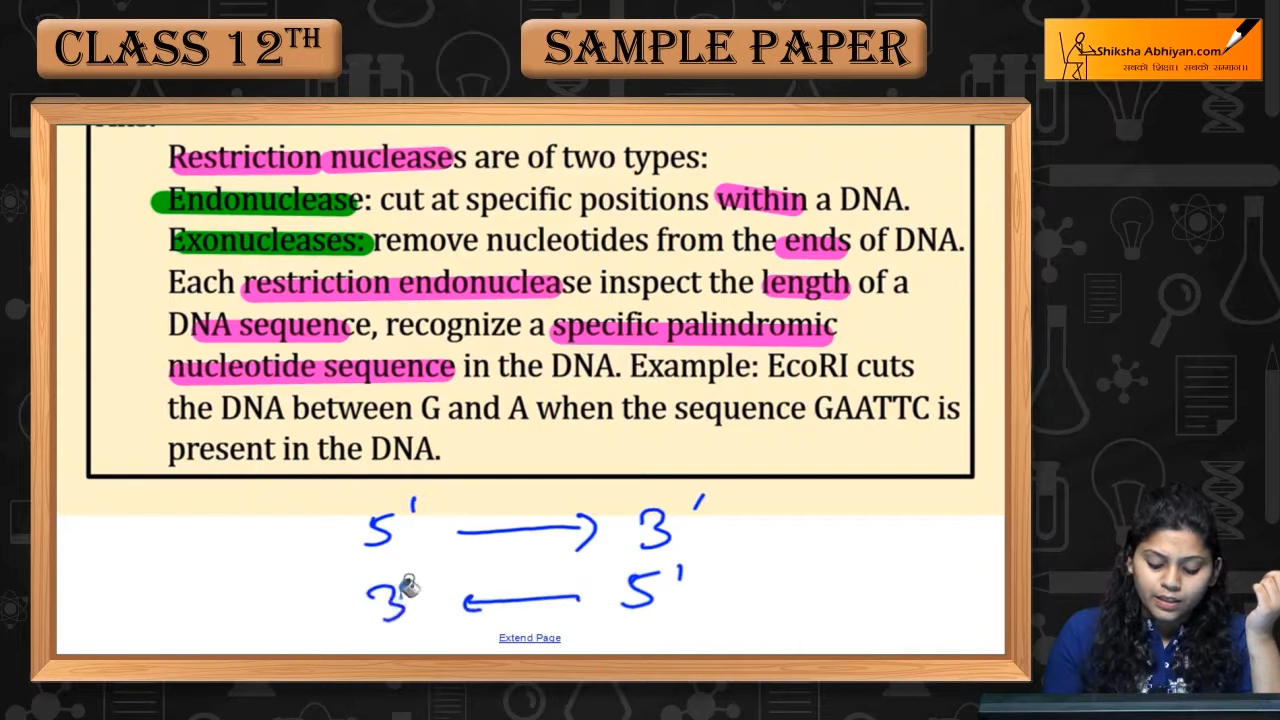 CLASS 12TH
SAMPLE PAPER
Shiksha Abhiyan.com
सबको शिक्षा। सबको सम्मान।।
Restriction nucleases are of two types:
Endonuclease: cut at specific positions within a DNA.
Exonucleases: remove nucleotides from the ends of DNA.
Each restriction endonuclease inspect the length of a
DNA sequence, recognize a specific palindromic
nucleotide sequence in the DNA. Example: EcoRI cuts
the DNA between G and A when the sequence GAATTC is
present in the DNA.
5' → 3'
3 ← 5'
Extend Page